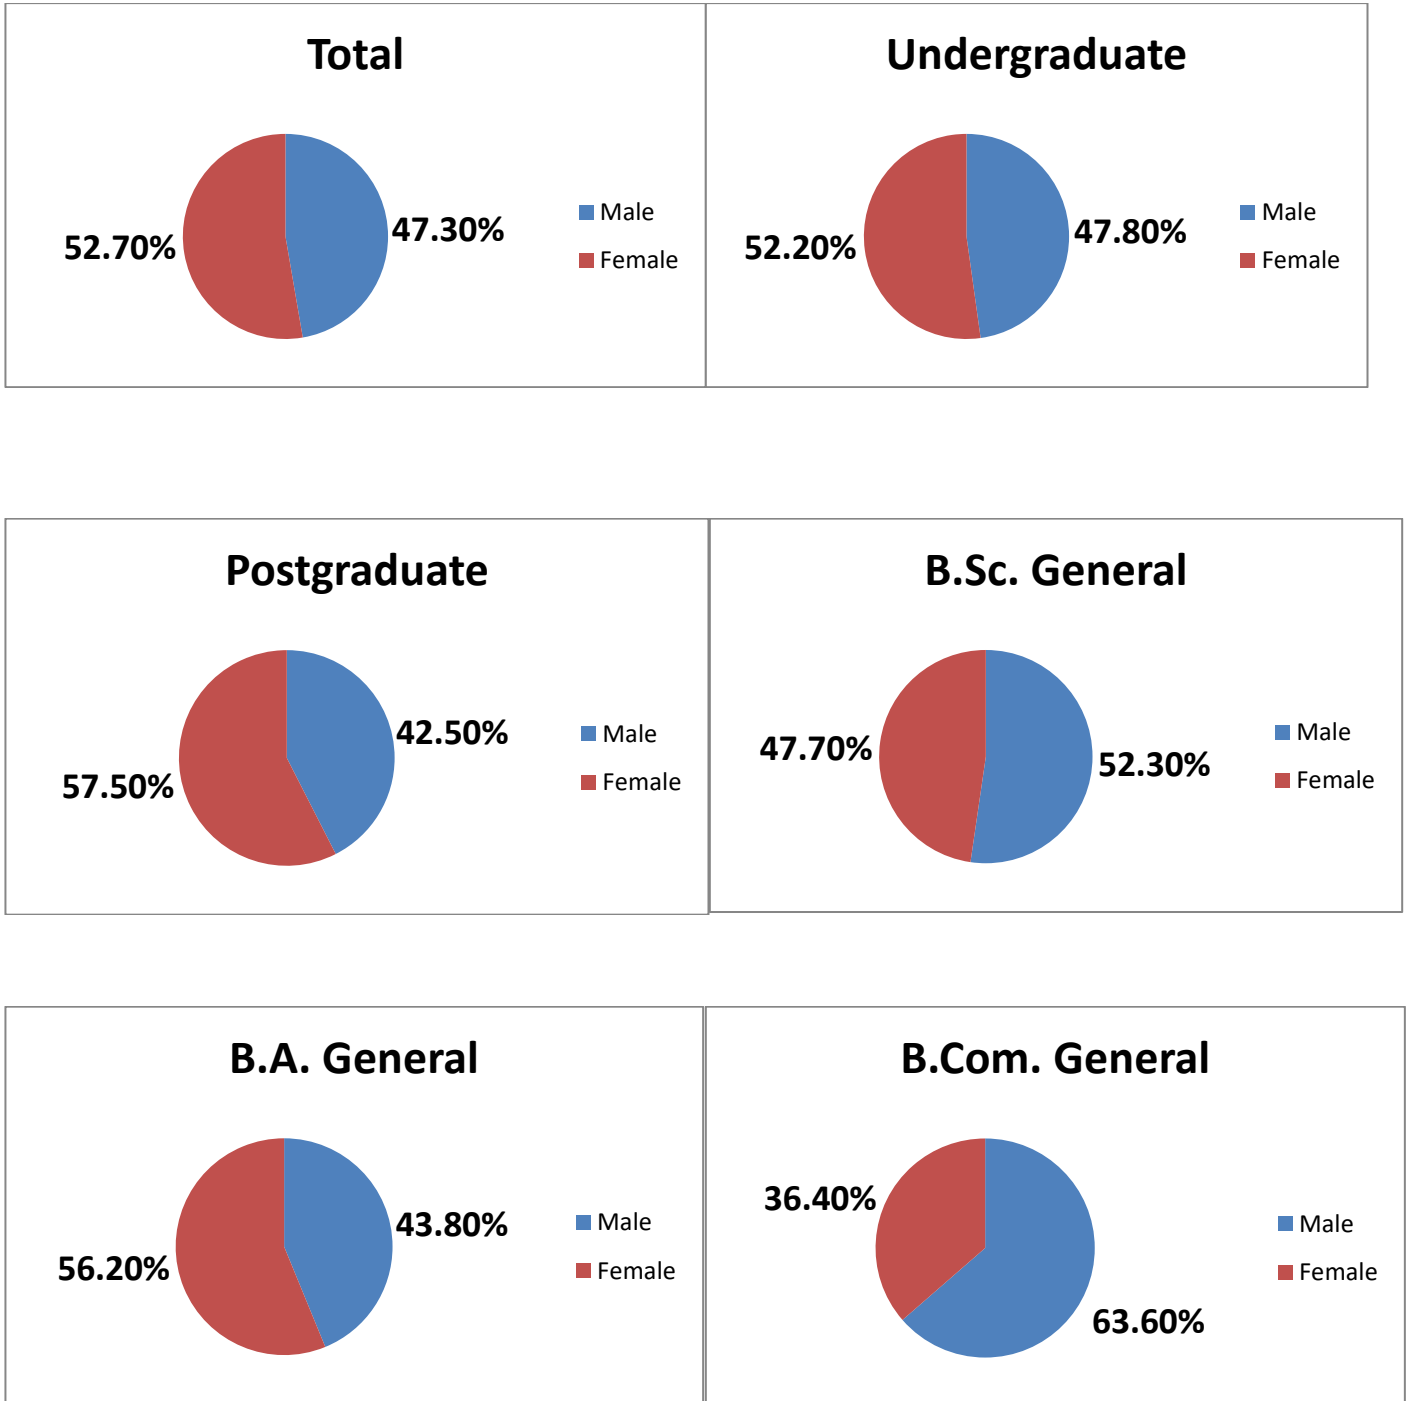 Total
52.70%
47.30%
Male
Female
Undergraduate
52.20%
47.80%
Male
Female
Postgraduate
57.50%
42.50%
Male
Female
B.Sc. General
47.70%
52.30%
Male
Female
B.A. General
56.20%
43.80%
Male
Female
B.Com. General
36.40%
63.60%
Male
Female